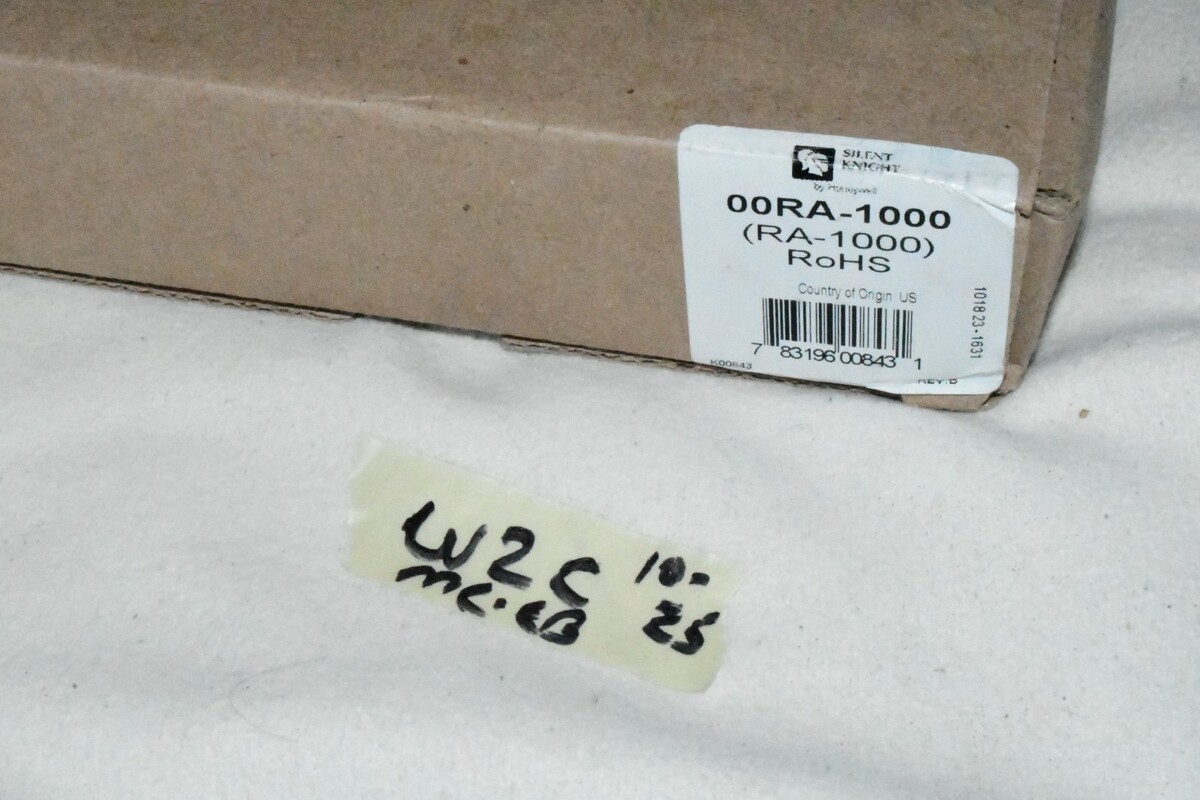 SILENT
KNIGHT
by Honeywell
00RA-1000
(RA-1000)
RoHS
Country of Origin US
7 83196 00843 1
K00843
REV:B
101823-1631
LV2C 10-
MC·EB 25